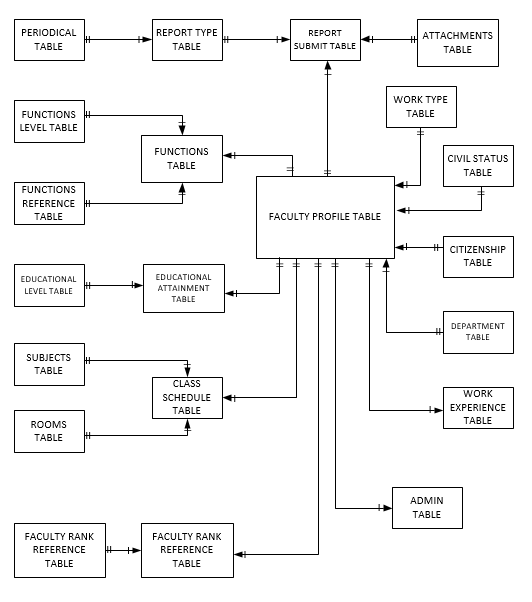 PERIODICAL
TABLE
REPORT TYPE
TABLE
REPORT
SUBMIT TABLE
ATTACHMENTS
TABLE
FUNCTIONS
LEVEL TABLE
WORK TYPE
TABLE
FUNCTIONS
TABLE
CIVIL STATUS
TABLE
FUNCTIONS
REFERENCE
TABLE
FACULTY PROFILE TABLE
CITIZENSHIP
TABLE
EDUCATIONAL
LEVEL TABLE
EDUCATIONAL
ATTAINMENT
TABLE
DEPARTMENT
TABLE
SUBJECTS
TABLE
CLASS
SCHEDULE
TABLE
WORK
EXPERIENCE
TABLE
ROOMS
TABLE
ADMIN
TABLE
FACULTY RANK
REFERENCE
TABLE
FACULTY RANK
REFERENCE
TABLE